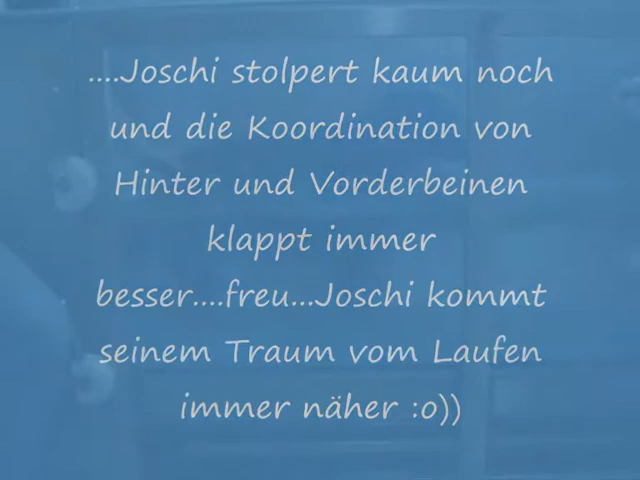 ....Joschi stolpert kaum noch
und die Koordination von
Hinter und Vorderbeinen
klappt immer
besser....freu...Joschi kommt
seinem Traum vom Laufen
immer näher :o))